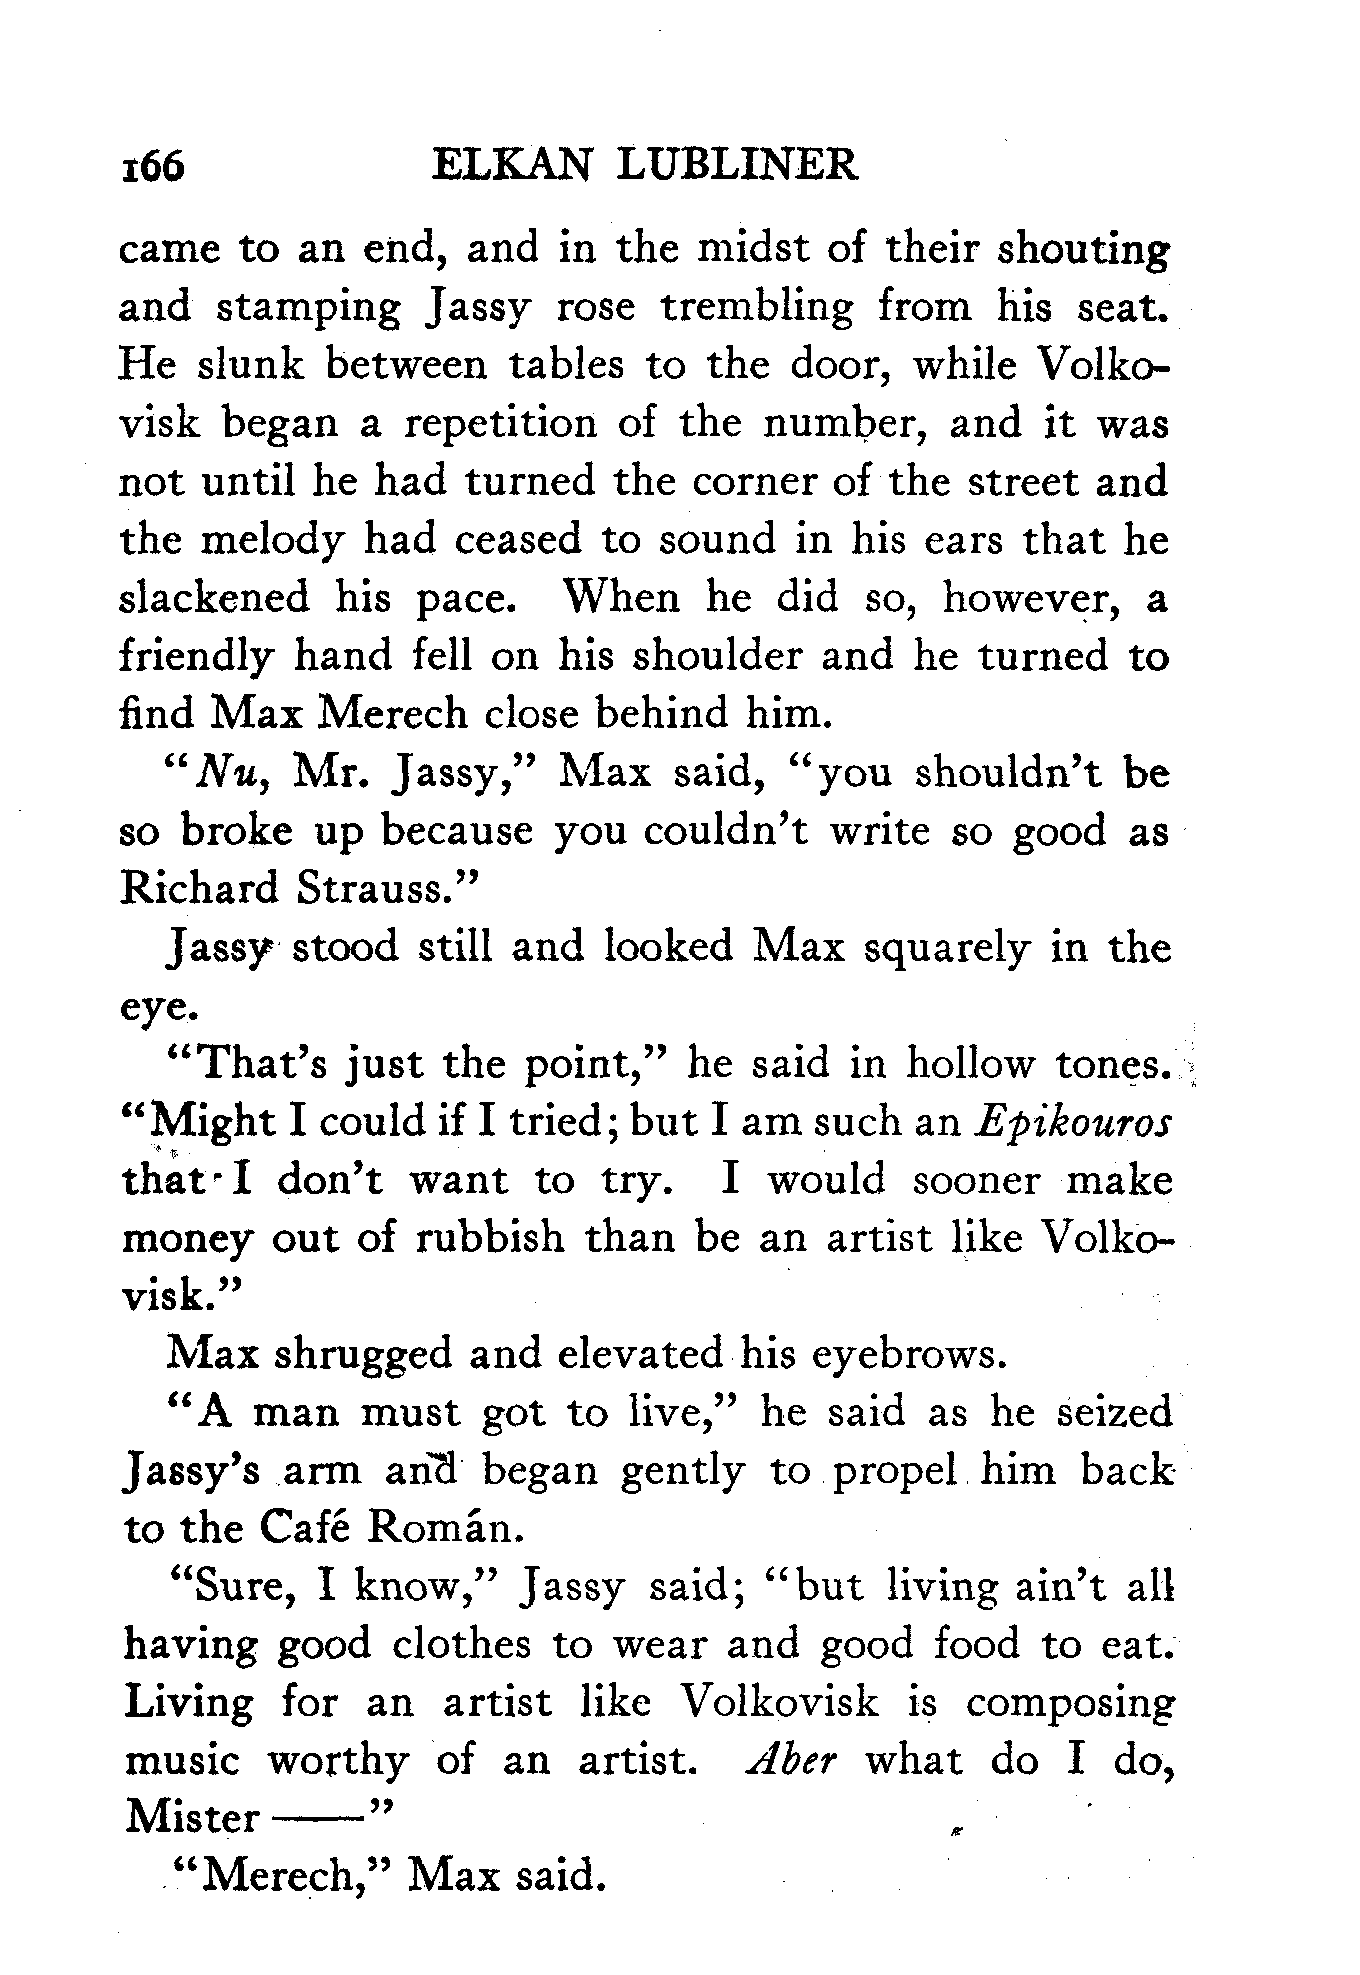 166 ELKAN LUBLINER
came to an end, and in the midst of their shouting
and stamping Jassy rose trembling from his seat.
He slunk between tables to the door, while Volko-
visk began a repetition of the number, and it was
not until he had turned the corner of the street and
the melody had ceased to sound in his ears that he
slackened his pace. When he did so, however, a
friendly hand fell on his shoulder and he turned to
find Max Merech close behind him.
"Nu, Mr. Jassy," Max said, "you shouldn't be
so broke up because you couldn't write so good as
Richard Strauss."
Jassy stood still and looked Max squarely in the
eye.
"That's just the point," he said in hollow tones.
"Might I could if I tried; but I am such an Epikouros
that I don't want to try. I would sooner make
money out of rubbish than be an artist like Volko-
visk."
Max shrugged and elevated his eyebrows.
"A man must got to live," he said as he seized
Jassy's arm and began gently to propel him back
to the Café Román.
"Sure, I know," Jassy said; "but living ain't all
having good clothes to wear and good food to eat.
Living for an artist like Volkovisk is composing
music worthy of an artist. Aber what do I do,
Mister ——"
"Merech," Max said.